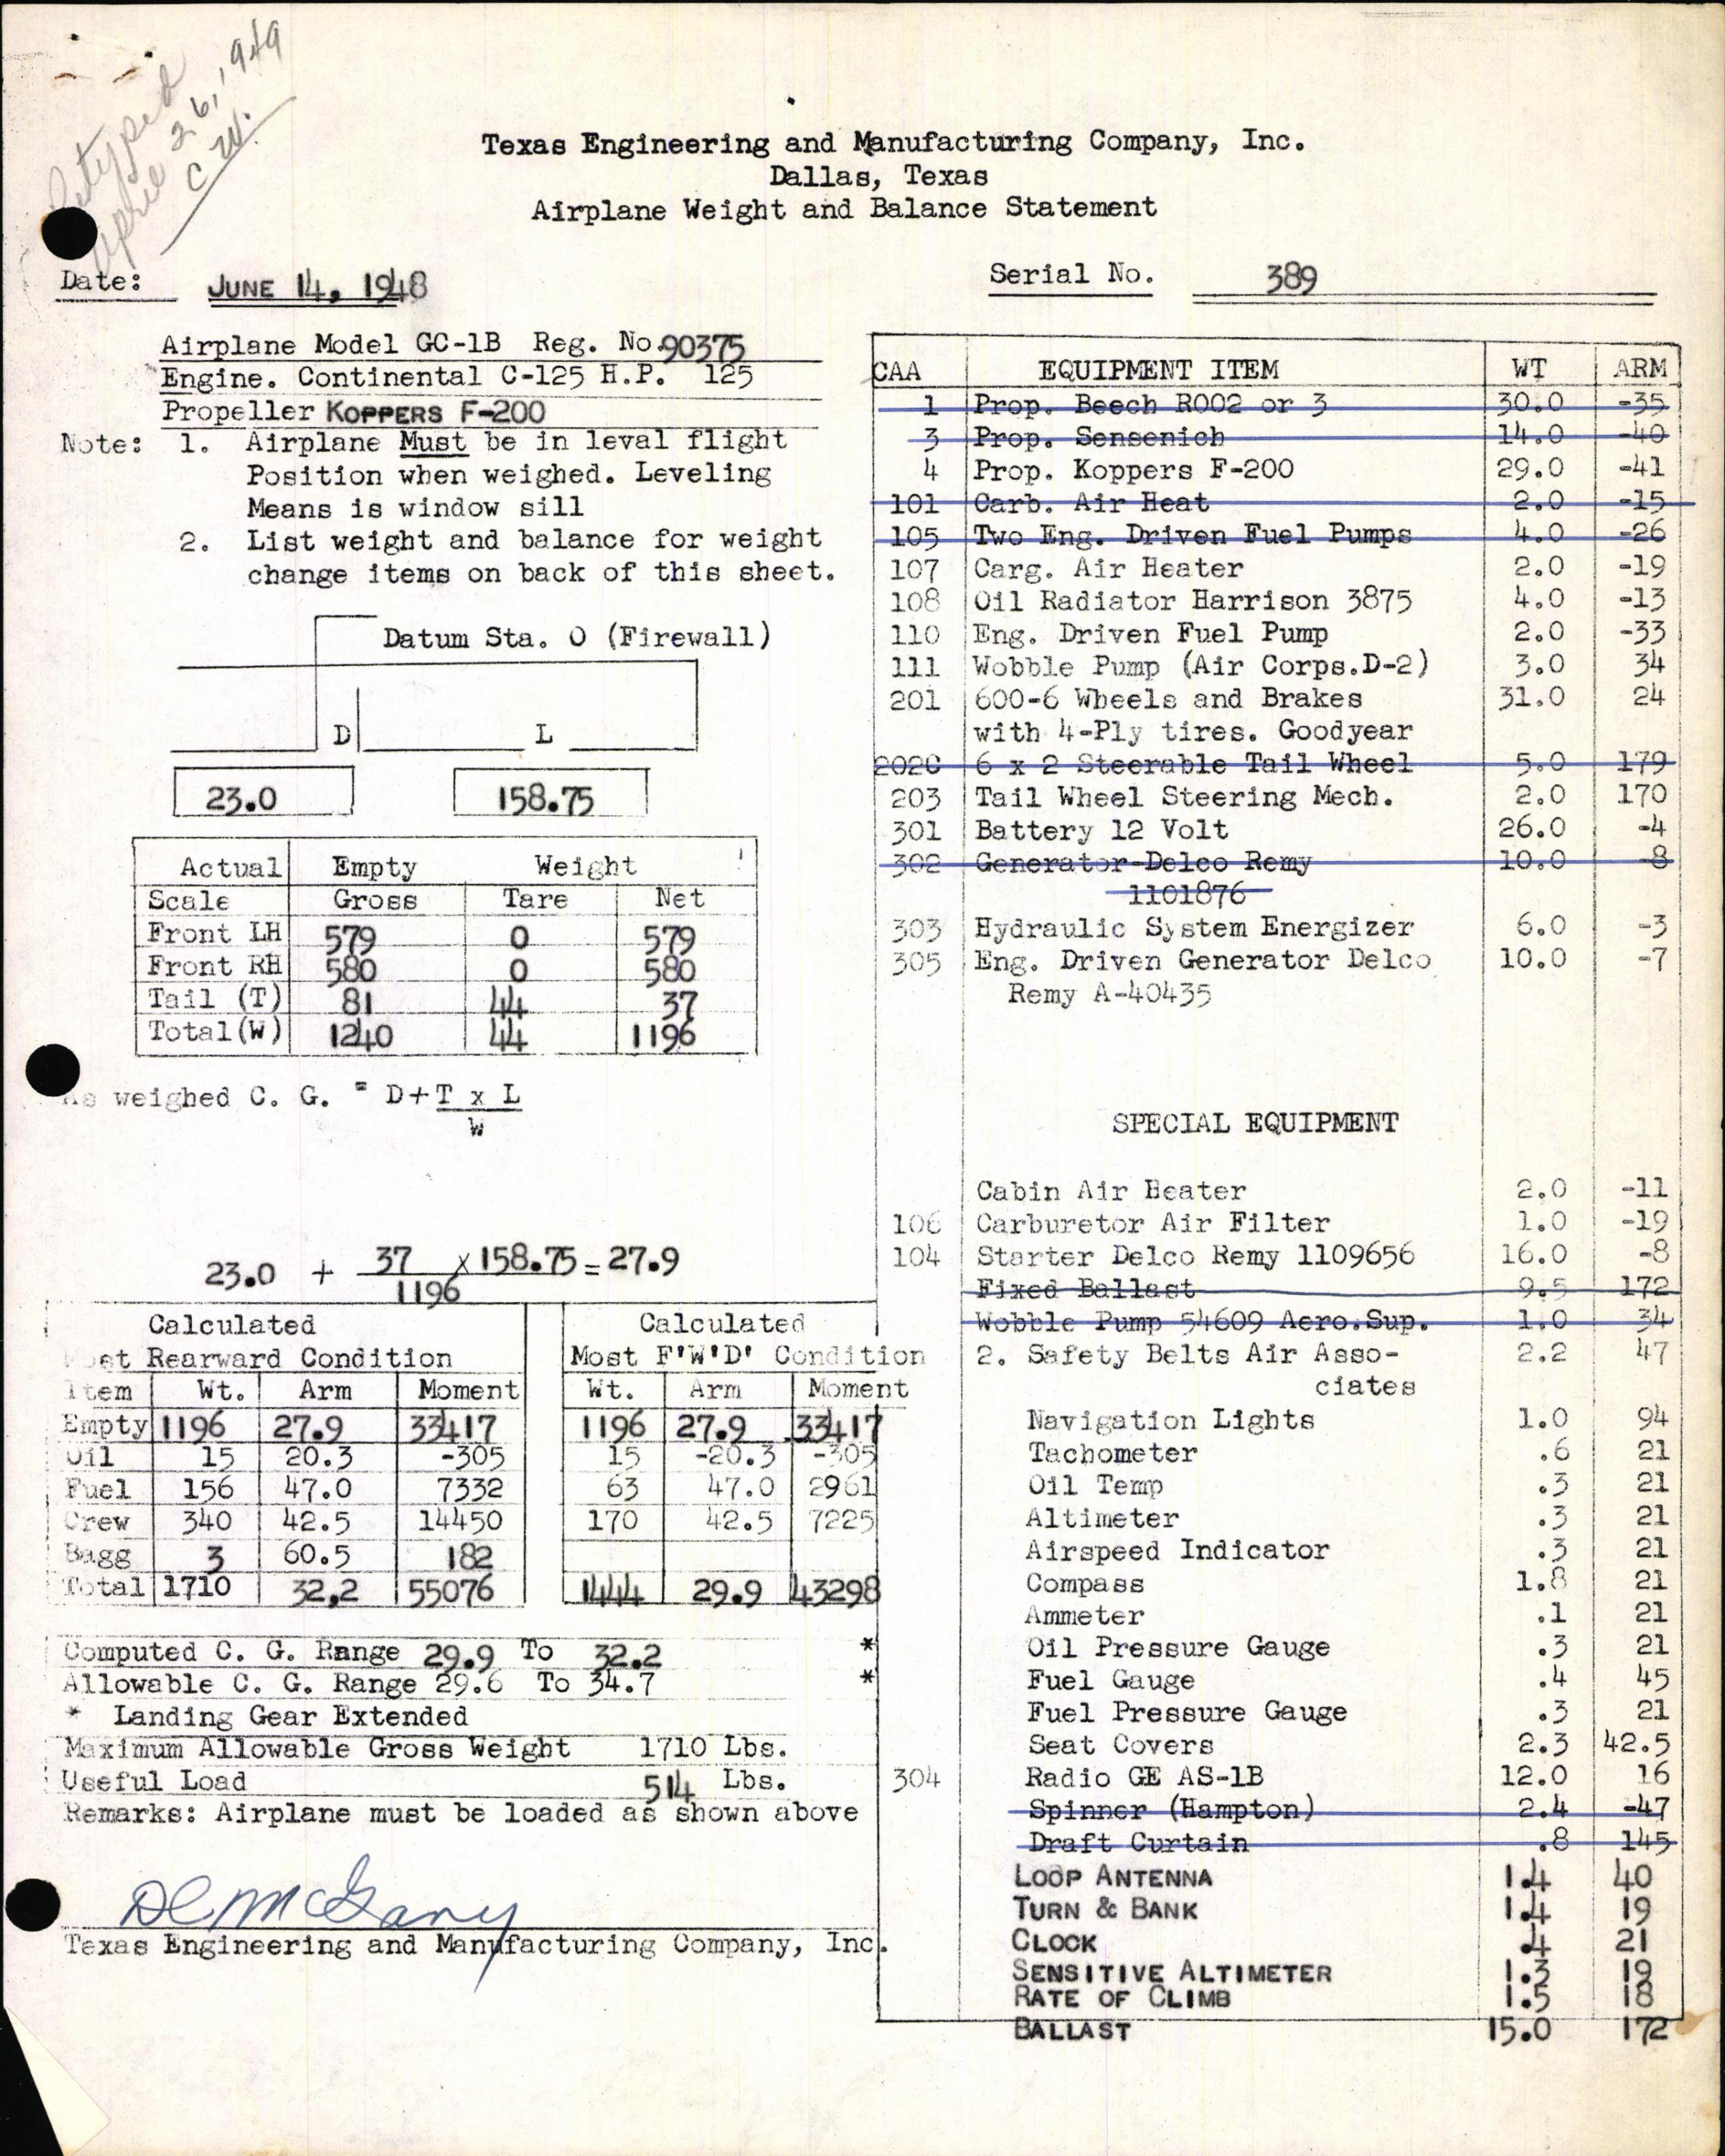 Retyped
April 26, 1949
C.W.
Texas Engineering and Manufacturing Company, Inc.
Dallas, Texas
Airplane Weight and Balance Statement
Date: JUNE 14, 1948
Serial No. 389
Airplane Model GC-1B Reg. No. 90375
Engine. Continental C-125 H.P. 125
Propeller KOPPERS F-200
Note: 1. Airplane Must be in leval flight
Position when weighed. Leveling
Means is window sill
2. List weight and balance for weight
change items on back of this sheet.
Datum Sta. 0 (Firewall)
D L
23.0 158.75
Actual Empty Weight
Scale Gross Tare Net
Front LH 579 0 579
Front RH 580 0 580
Tail (T) 81 44 37
Total(W) 1240 44 1196
As weighed C. G. = D+T x L
W
23.0 + 37 x 158.75 = 27.9
1196
Calculated
Most Rearward Condition
Item Wt. Arm Moment
Empty 1196 27.9 33417
Oil 15 20.3 -305
Fuel 156 47.0 7332
Crew 340 42.5 14450
Bagg 3 60.5 182
Total 1710 32.2 55076
Calculated
Most F'W'D' Condition
Wt. Arm Moment
1196 27.9 33417
15 -20.3 -305
63 47.0 2961
170 42.5 7225
1444 29.9 43298
Computed C. G. Range 29.9 To 32.2 *
Allowable C. G. Range 29.6 To 34.7 *
* Landing Gear Extended
Maximum Allowable Gross Weight 1710 Lbs.
Useful Load 514 Lbs.
Remarks: Airplane must be loaded as shown above
DC McGary
Texas Engineering and Manufacturing Company, Inc.
CAA EQUIPMENT ITEM WT ARM
1 Prop. Beech R002 or 3 30.0 -35
3 Prop. Sensenich 14.0 -40
4 Prop. Koppers F-200 29.0 -41
101 Carb. Air Heat 2.0 -15
105 Two Eng. Driven Fuel Pumps 4.0 -26
107 Carg. Air Heater 2.0 -19
108 Oil Radiator Harrison 3875 4.0 -13
110 Eng. Driven Fuel Pump 2.0 -33
111 Wobble Pump (Air Corps.D-2) 3.0 34
201 600-6 Wheels and Brakes 31.0 24
with 4-Ply tires. Goodyear
202C 6 x 2 Steerable Tail Wheel 5.0 179
203 Tail Wheel Steering Mech. 2.0 170
301 Battery 12 Volt 26.0 -4
302 Generator-Delco Remy 10.0 -8
1101876
303 Hydraulic System Energizer 6.0 -3
305 Eng. Driven Generator Delco 10.0 -7
Remy A-40435
SPECIAL EQUIPMENT
Cabin Air Heater 2.0 -11
106 Carburetor Air Filter 1.0 -19
104 Starter Delco Remy 1109656 16.0 -8
Fixed Ballast 9.5 172
Wobble Pump 54609 Aero.Sup. 1.0 34
2. Safety Belts Air Asso- 2.2 47
ciates
Navigation Lights 1.0 94
Tachometer .6 21
Oil Temp .3 21
Altimeter .3 21
Airspeed Indicator .3 21
Compass 1.8 21
Ammeter .1 21
Oil Pressure Gauge .3 21
Fuel Gauge .4 45
Fuel Pressure Gauge .3 21
Seat Covers 2.3 42.5
304 Radio GE AS-1B 12.0 16
Spinner (Hampton) 2.4 -47
Draft Curtain .8 145
LOOP ANTENNA 1.4 40
TURN & BANK 1.4 19
CLOCK .4 21
SENSITIVE ALTIMETER 1.3 19
RATE OF CLIMB 1.5 18
BALLAST 15.0 172